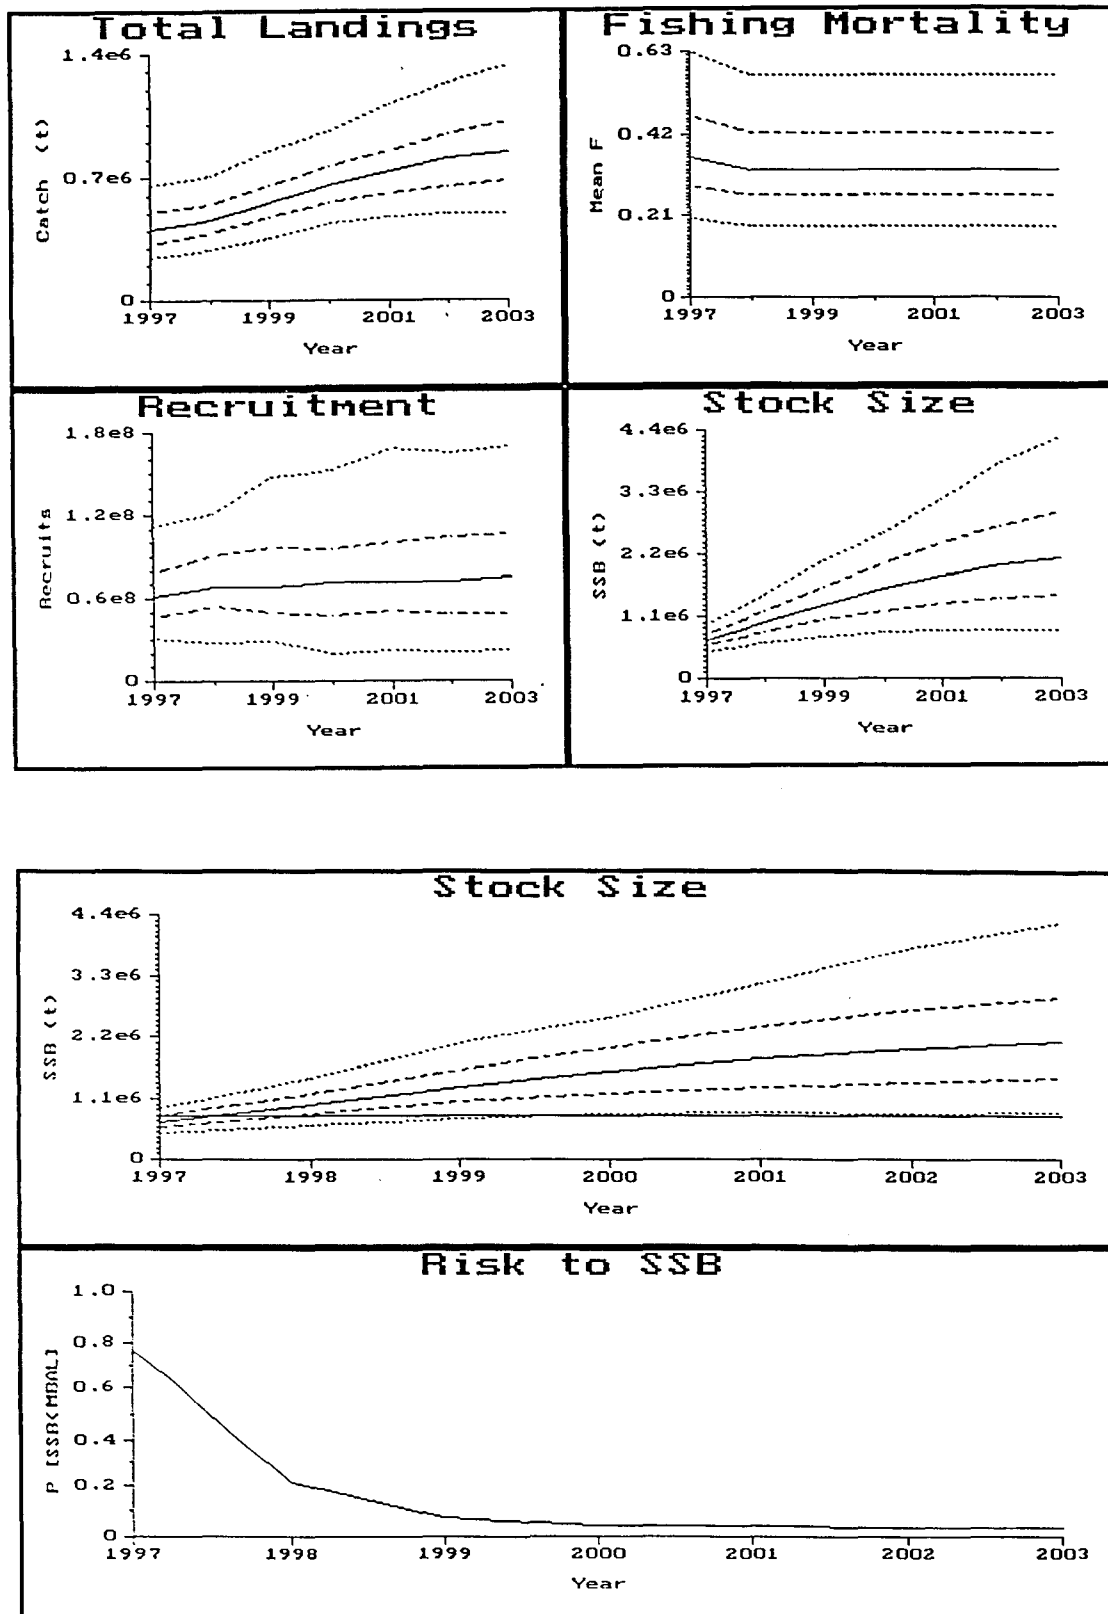 Total Landings
1.4e6
0.7e6
0
Catch (t)
1997 1999 2001 2003
Year
Fishing Mortality
0.63
0.42
0.21
0
Mean F
1997 1999 2001 2003
Year
Recruitment
1.8e8
1.2e8
0.6e8
0
Recruits
1997 1999 2001 2003
Year
Stock Size
4.4e6
3.3e6
2.2e6
1.1e6
0
SSB (t)
1997 1999 2001 2003
Year
Stock Size
4.4e6
3.3e6
2.2e6
1.1e6
0
SSB (t)
1997 1998 1999 2000 2001 2002 2003
Year
Risk to SSB
1.0
0.8
0.6
0.4
0.2
0
P [SSB<MBAL]
1997 1998 1999 2000 2001 2002 2003
Year